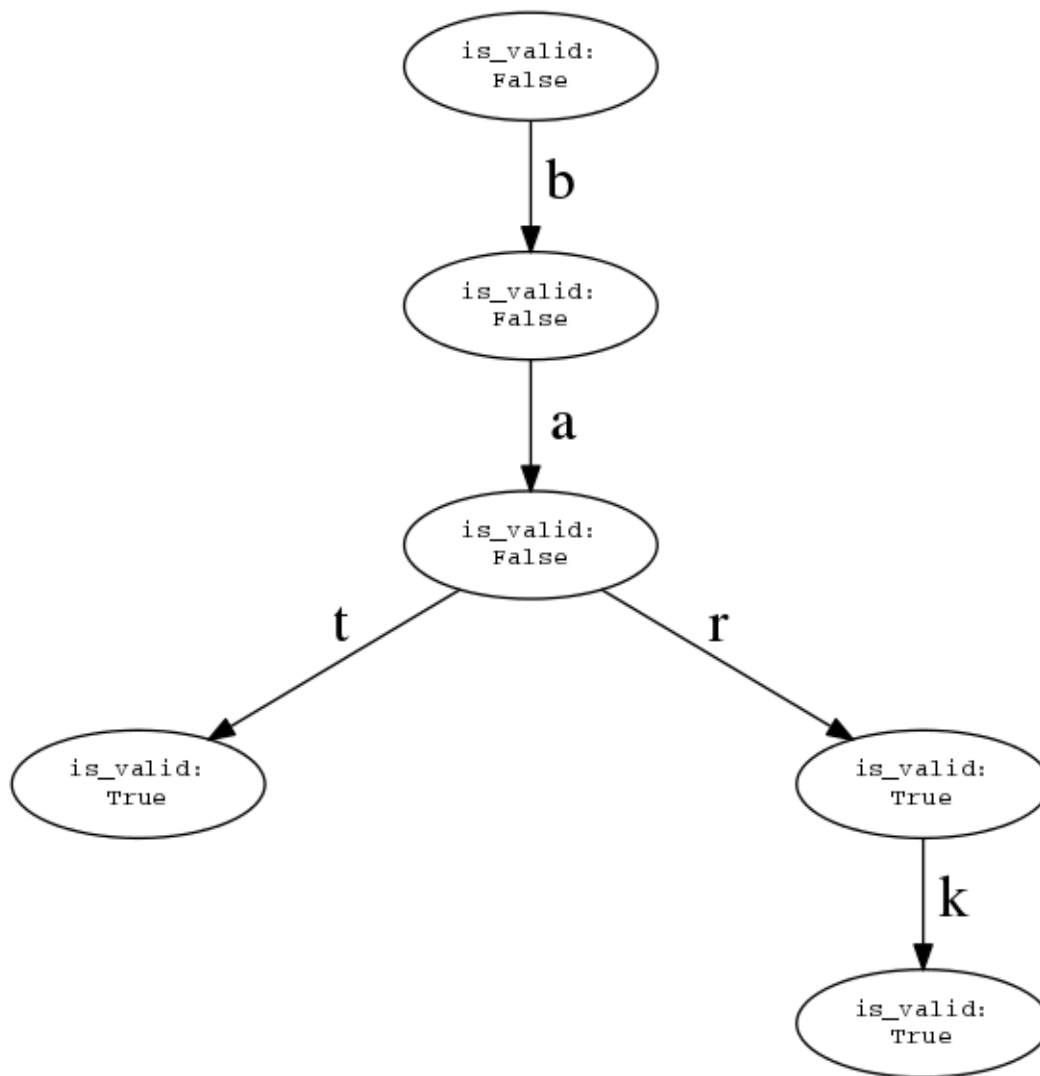 is_valid:
False
b
is_valid:
False
a
is_valid:
False
t
r
is_valid:
True
is_valid:
True
k
is_valid:
True